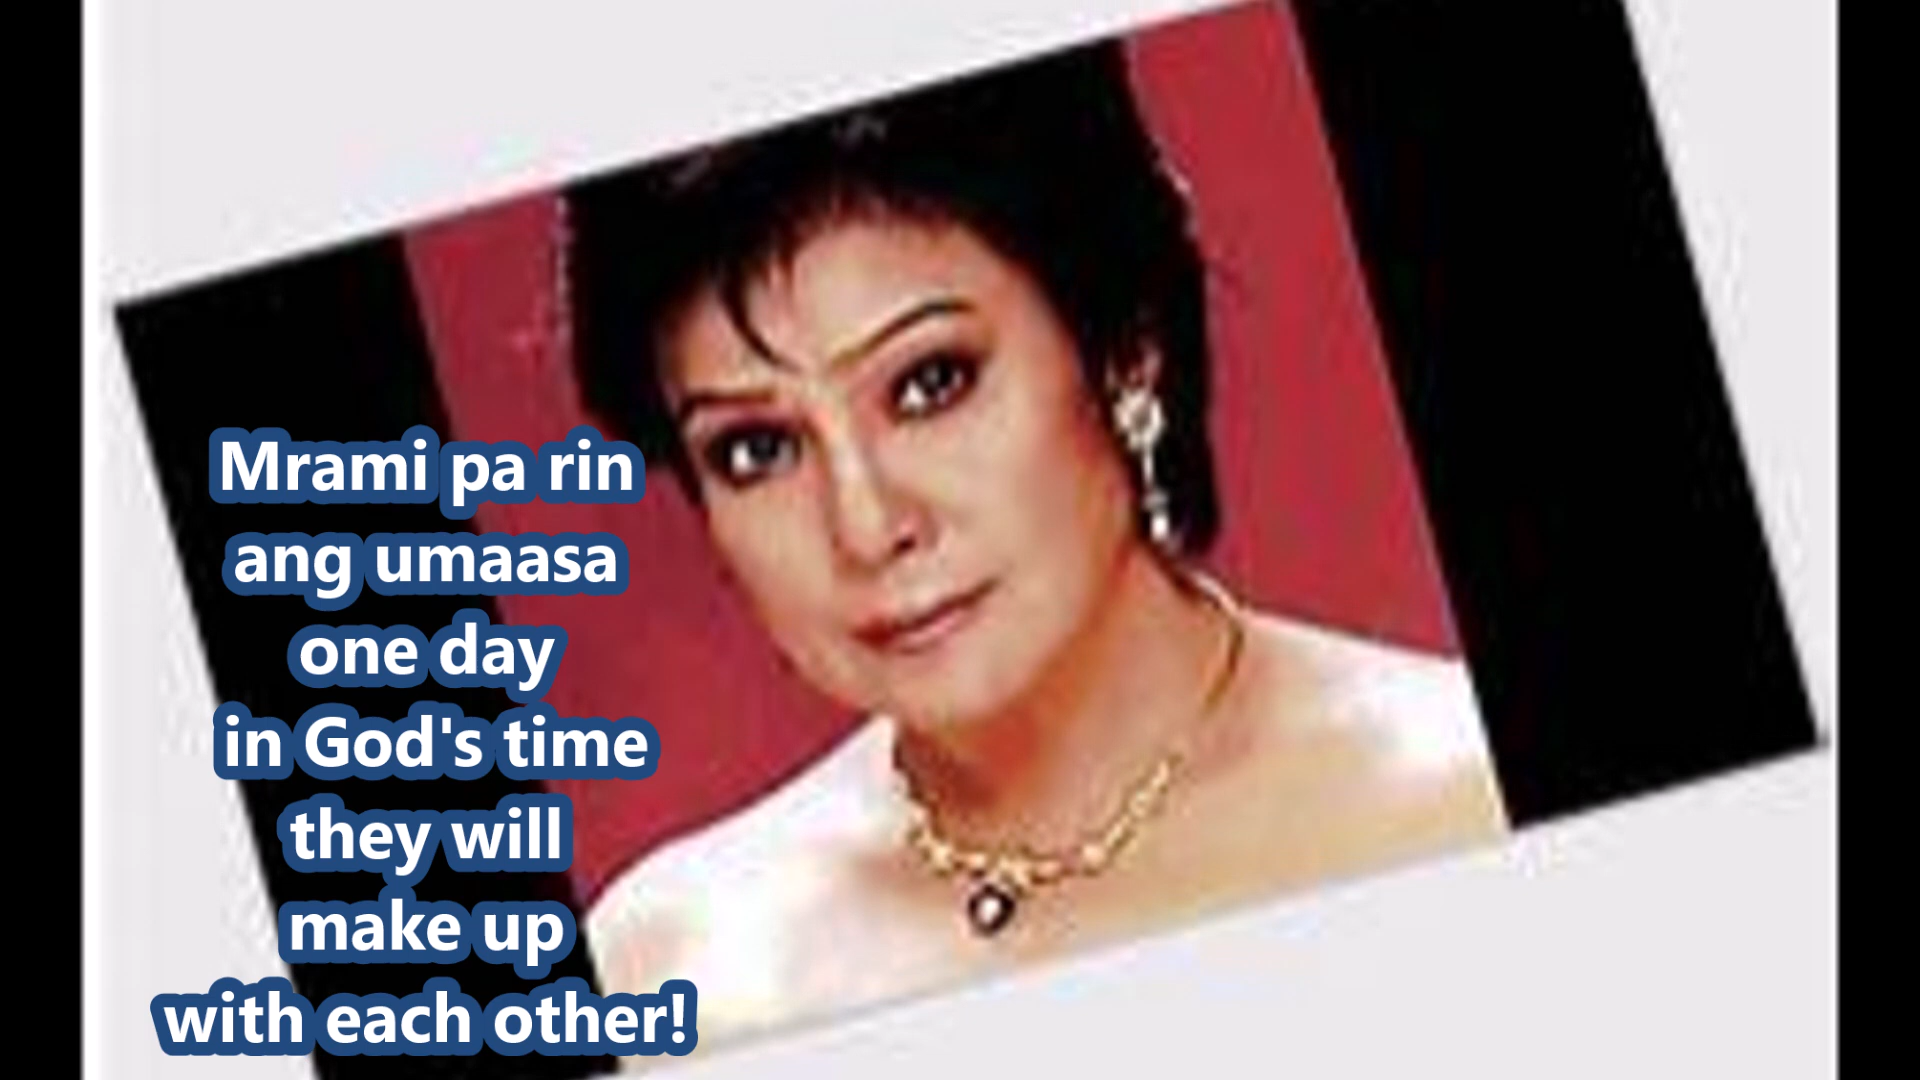 Mrami pa rin
ang umaasa
one day
in God's time
they will
make up
with each other!